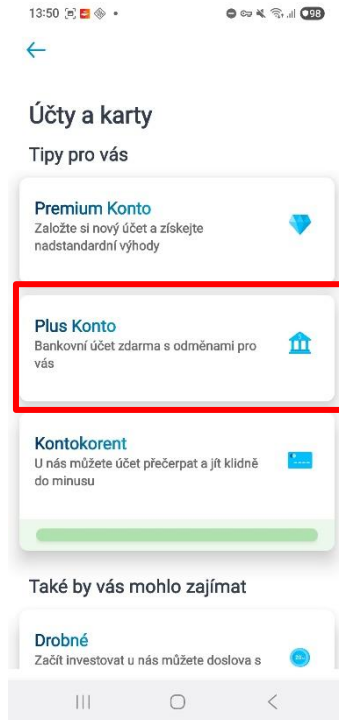 13:50
98
Účty a karty
Tipy pro vás
Premium Konto
Založte si nový účet a získejte
nadstandardní výhody
Plus Konto
Bankovní účet zdarma s odměnami pro
vás
Kontokorent
U nás můžete účet přečerpat a jít klidně
do minusu
Také by vás mohlo zajímat
Drobné
Začít investovat u nás můžete doslova s